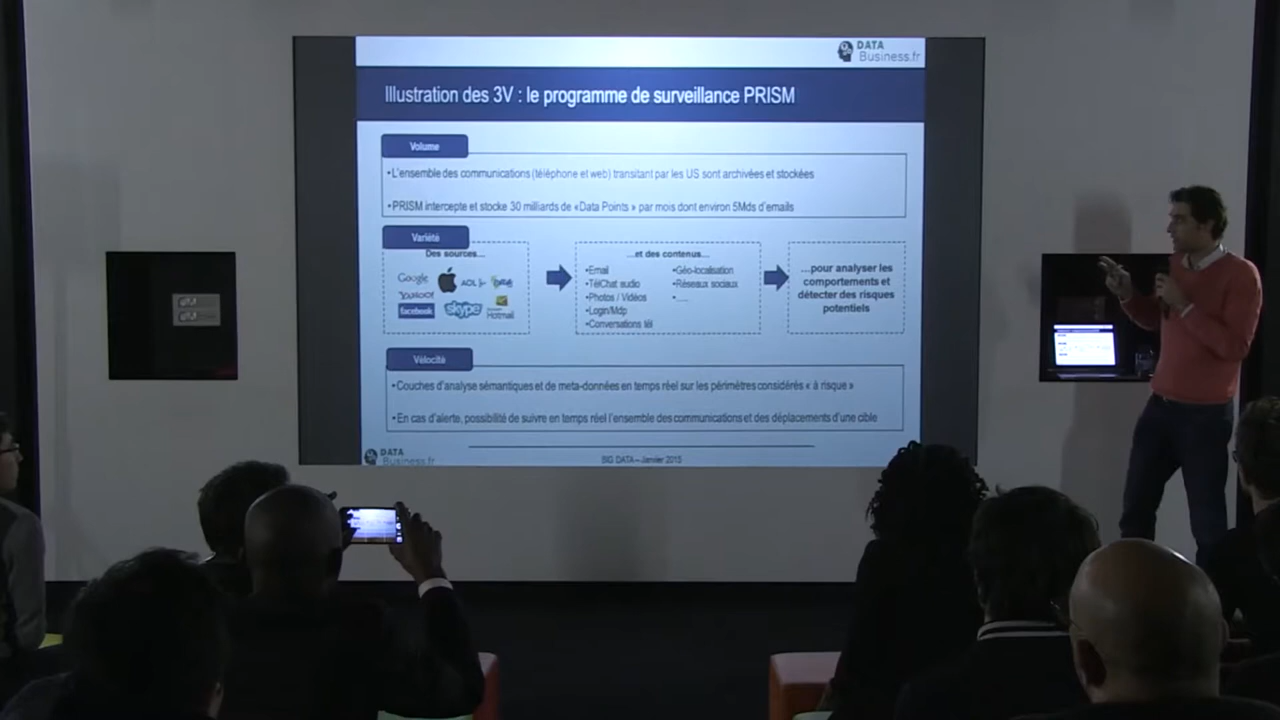 DATA
Business.fr
Illustration des 3V : le programme de surveillance PRISM
Volume
•L'ensemble des communications (téléphone et web) transitant par les US sont archivées et stockées
•PRISM intercepte et stocke 30 milliards de «Data Points » par mois dont environ 5Mds d'emails
Variété
Des sources...
Google
AOL
Yahoo!
facebook
skype
Hotmail
...et des contenus...
•Email
•Tél/Chat audio
•Photos / Vidéos
•Login/Mdp
•Conversations tél
•Géo-localisation
•Réseaux sociaux
•.....
...pour analyser les
comportements et
détecter des risques
potentiels
Vélocité
•Couches d'analyse sémantiques et de meta-données en temps réel sur les périmètres considérés « à risque »
•En cas d'alerte, possibilité de suivre en temps réel l'ensemble des communications et des déplacements d'une cible
DATA
Business.fr
BIG DATA – Janvier 2015